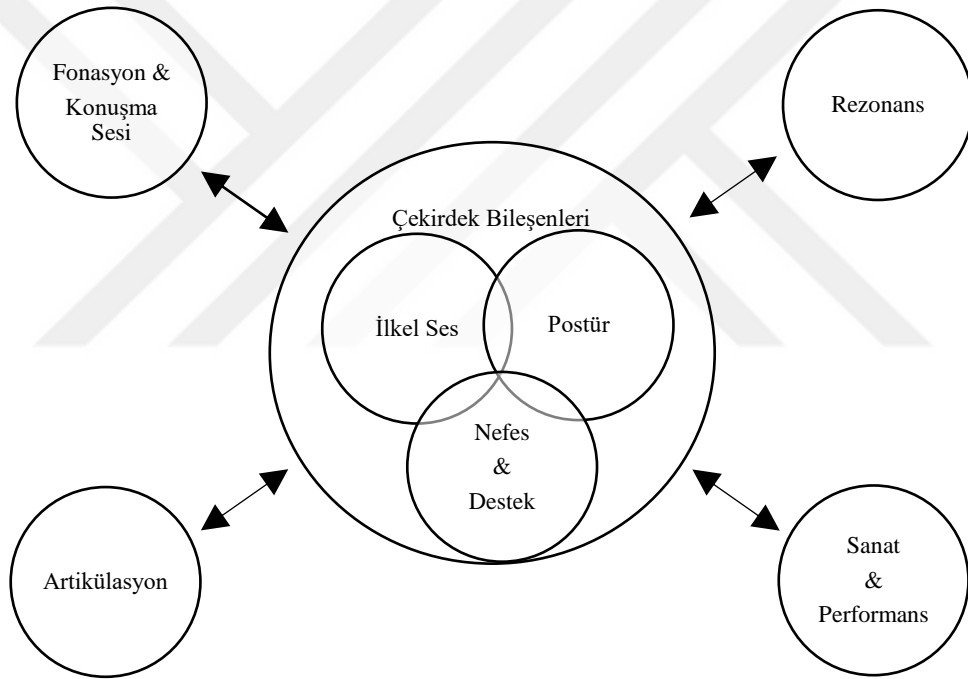 Fonasyon &
Konuşma
Sesi
Rezonans
Çekirdek Bileşenleri
İlkel Ses
Postür
Nefes
&
Destek
Artikülasyon
Sanat
&
Performans